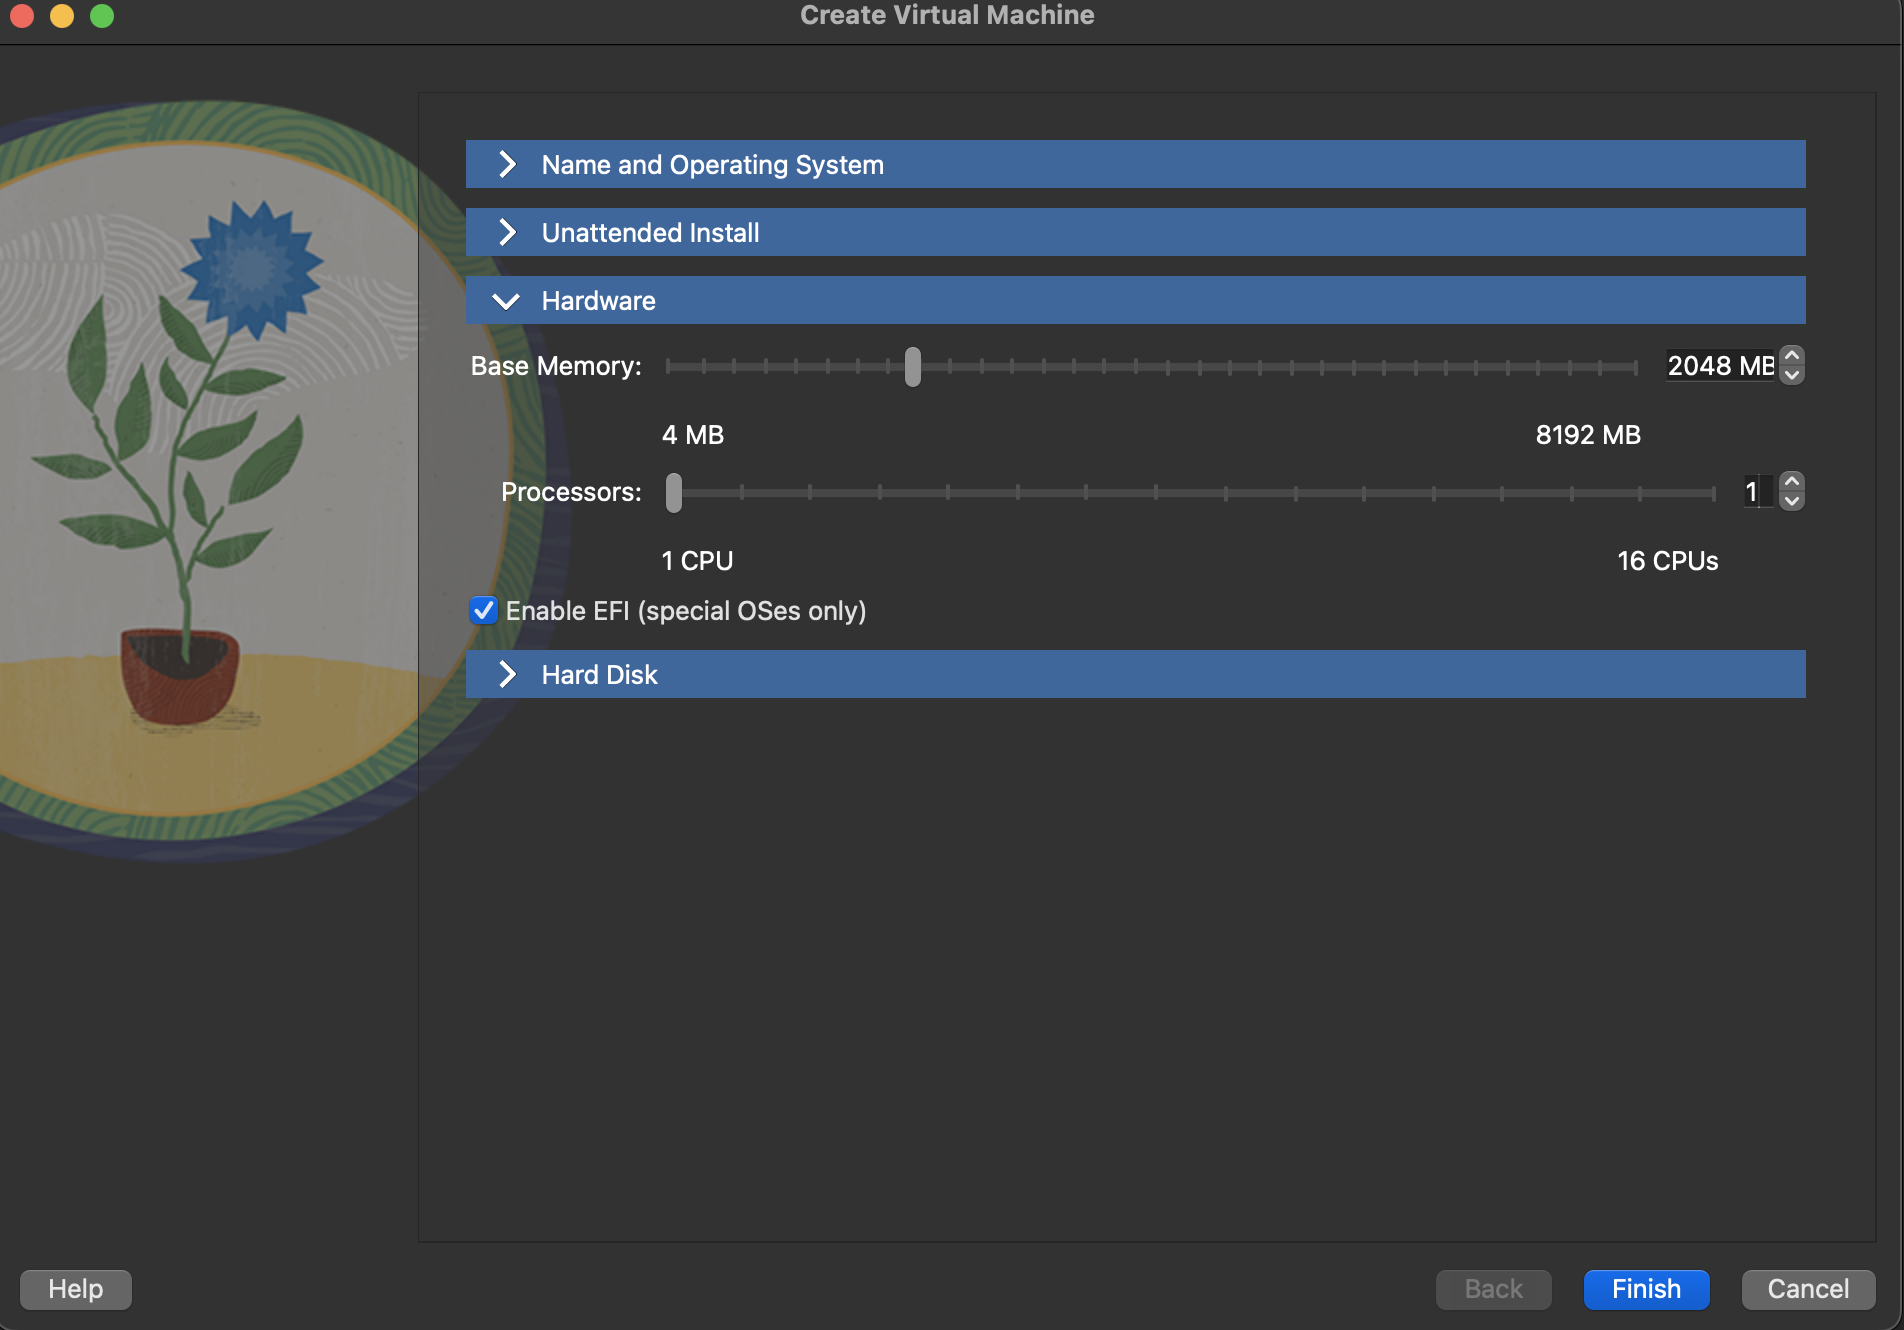 Create Virtual Machine
Name and Operating System
Unattended Install
Hardware
Base Memory: 2048 MB
4 MB 8192 MB
Processors: 1
1 CPU 16 CPUs
Enable EFI (special OSes only)
Hard Disk
Help Back Finish Cancel